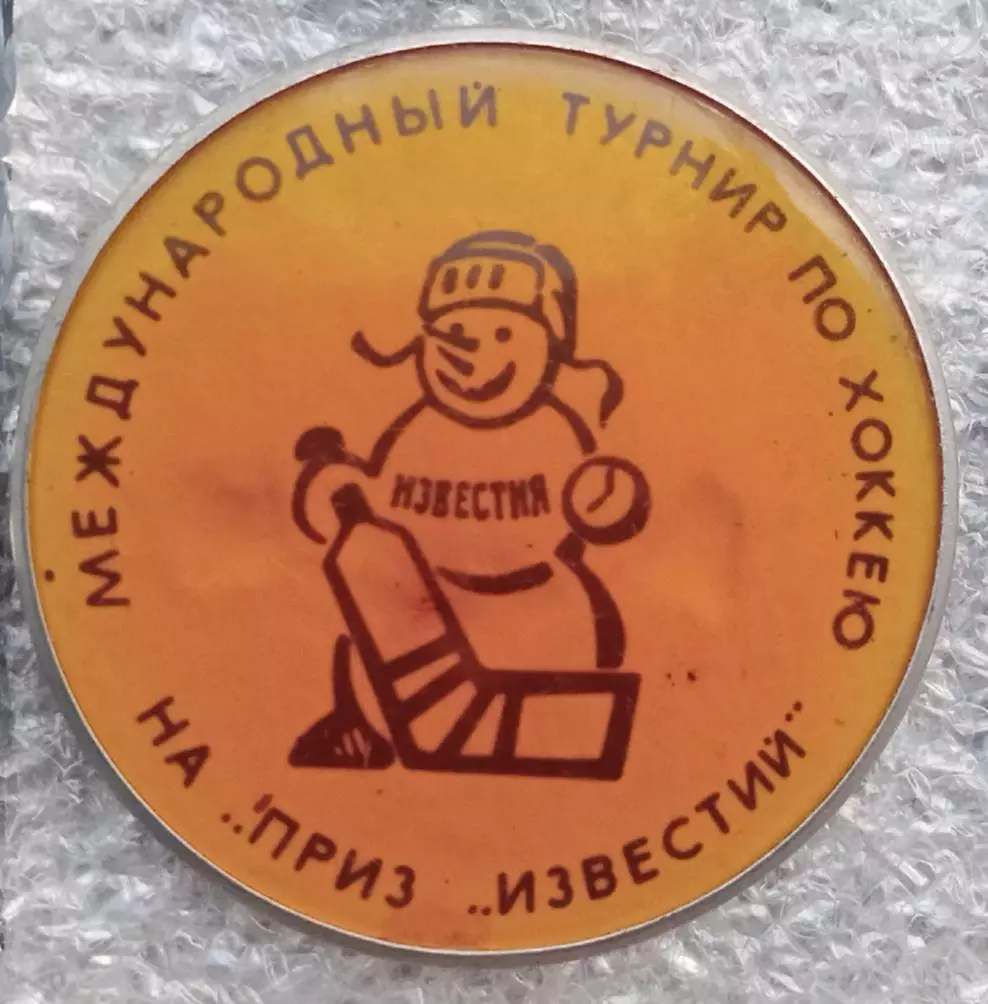 МЕЖДУНАРОДНЫЙ ТУРНИР ПО ХОККЕЮ
НА „ПРИЗ „ИЗВЕСТИЙ"
ИЗВЕСТИЯ